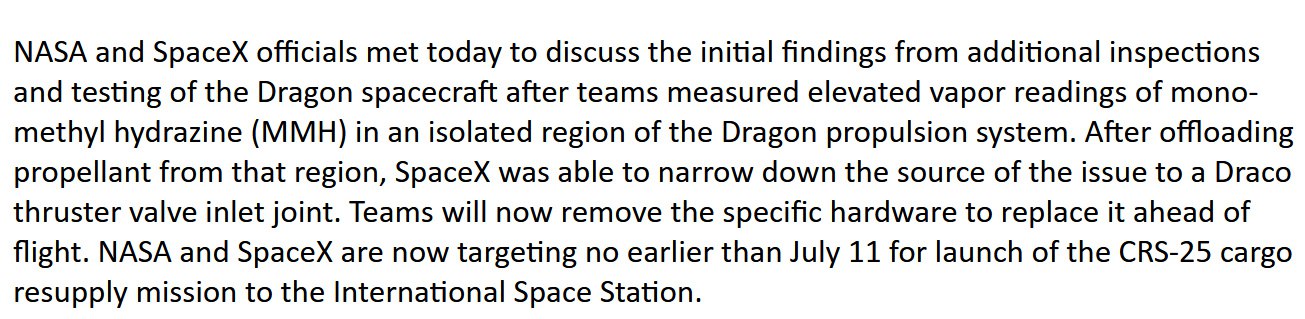 NASA and SpaceX officials met today to discuss the initial findings from additional inspections
and testing of the Dragon spacecraft after teams measured elevated vapor readings of mono-
methyl hydrazine (MMH) in an isolated region of the Dragon propulsion system. After offloading
propellant from that region, SpaceX was able to narrow down the source of the issue to a Draco
thruster valve inlet joint. Teams will now remove the specific hardware to replace it ahead of
flight. NASA and SpaceX are now targeting no earlier than July 11 for launch of the CRS-25 cargo
resupply mission to the International Space Station.